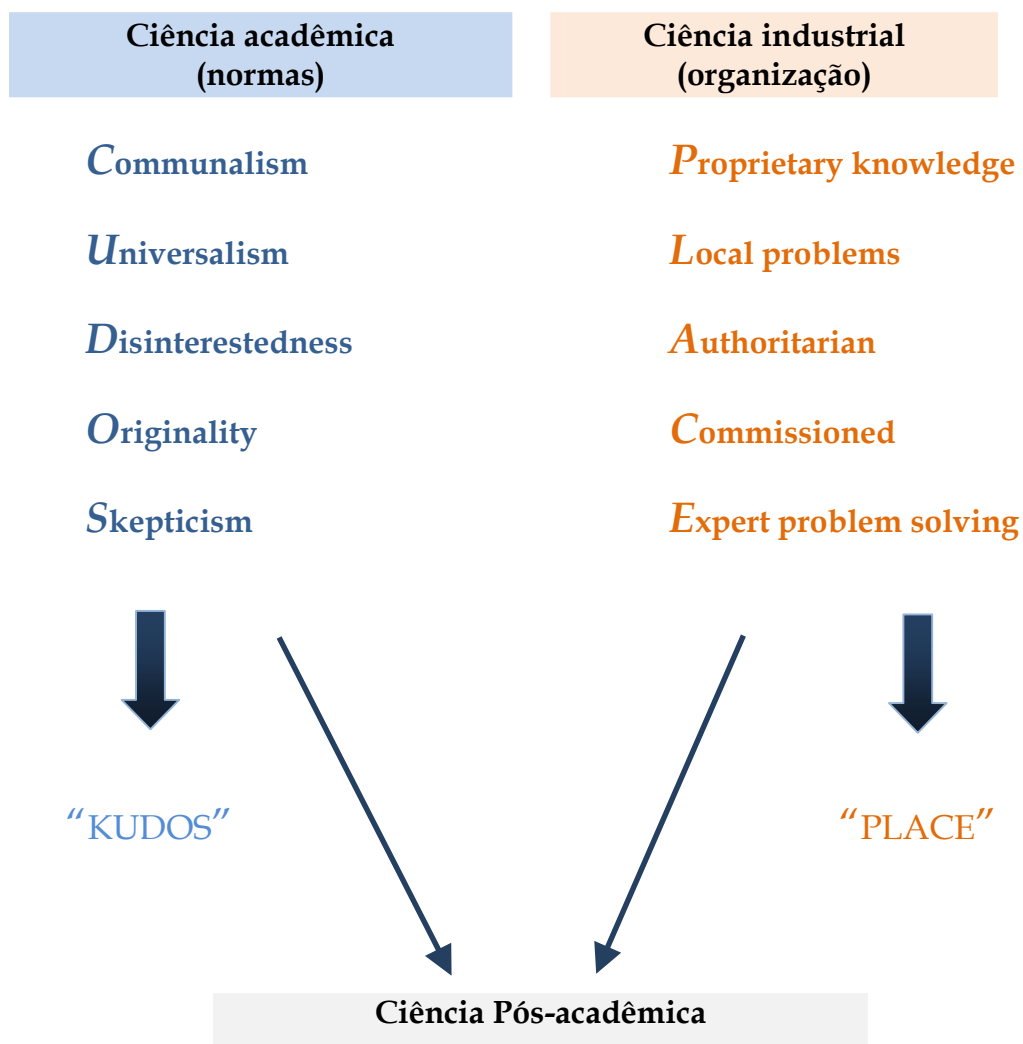 Ciência acadêmica
(normas)
Communalism
Universalism
Disinterestedness
Originality
Skepticism
“KUDOS”
Ciência industrial
(organização)
Proprietary knowledge
Local problems
Authoritarian
Commissioned
Expert problem solving
“PLACE”
Ciência Pós-acadêmica